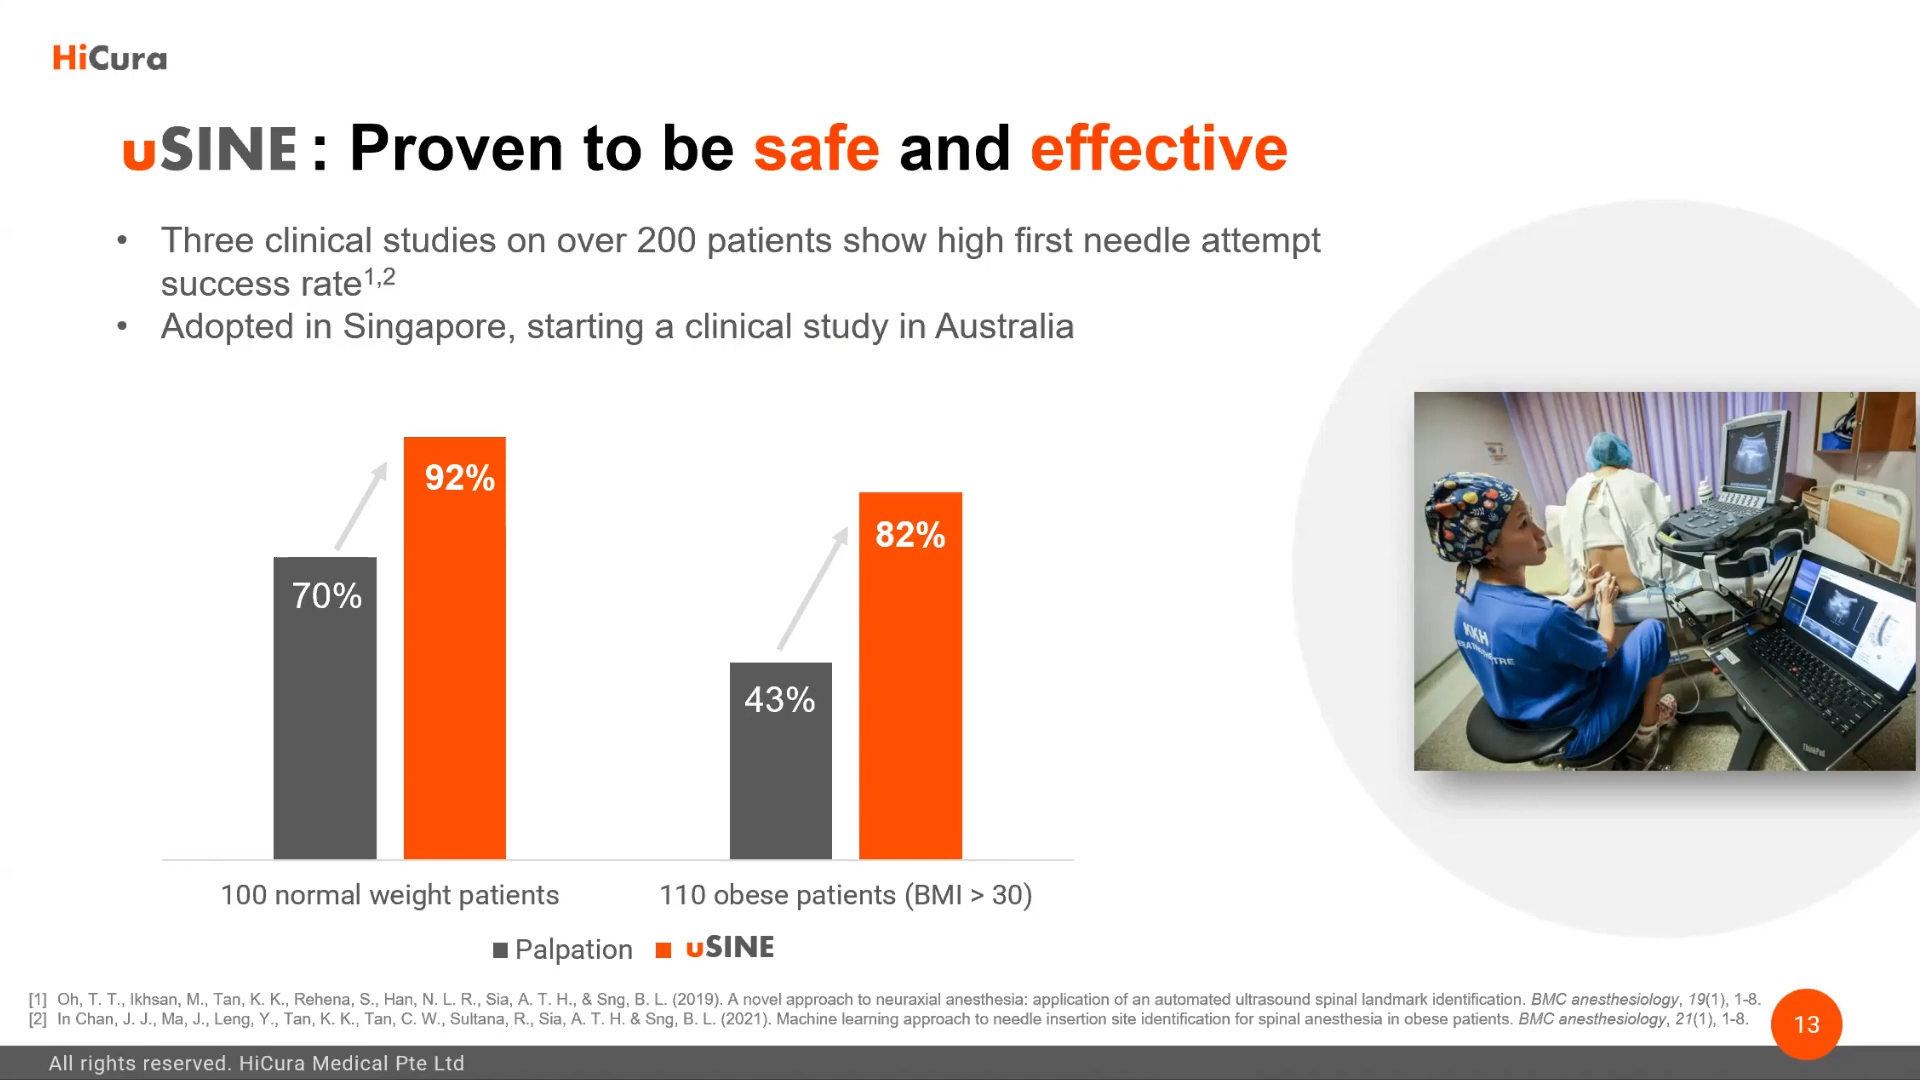 HiCura
uSINE : Proven to be safe and effective
• Three clinical studies on over 200 patients show high first needle attempt
success rate1,2
• Adopted in Singapore, starting a clinical study in Australia
92%
70%
82%
43%
100 normal weight patients
110 obese patients (BMI > 30)
Palpation uSINE
KKH
ThinkPad
[1] Oh, T. T., Ikhsan, M., Tan, K. K., Rehena, S., Han, N. L. R., Sia, A. T. H., & Sng, B. L. (2019). A novel approach to neuraxial anesthesia: application of an automated ultrasound spinal landmark identification. BMC anesthesiology, 19(1), 1-8.
[2] In Chan, J. J., Ma, J., Leng, Y., Tan, K. K., Tan, C. W., Sultana, R., Sia, A. T. H. & Sng, B. L. (2021). Machine learning approach to needle insertion site identification for spinal anesthesia in obese patients. BMC anesthesiology, 21(1), 1-8.
13
All rights reserved. HiCura Medical Pte Ltd